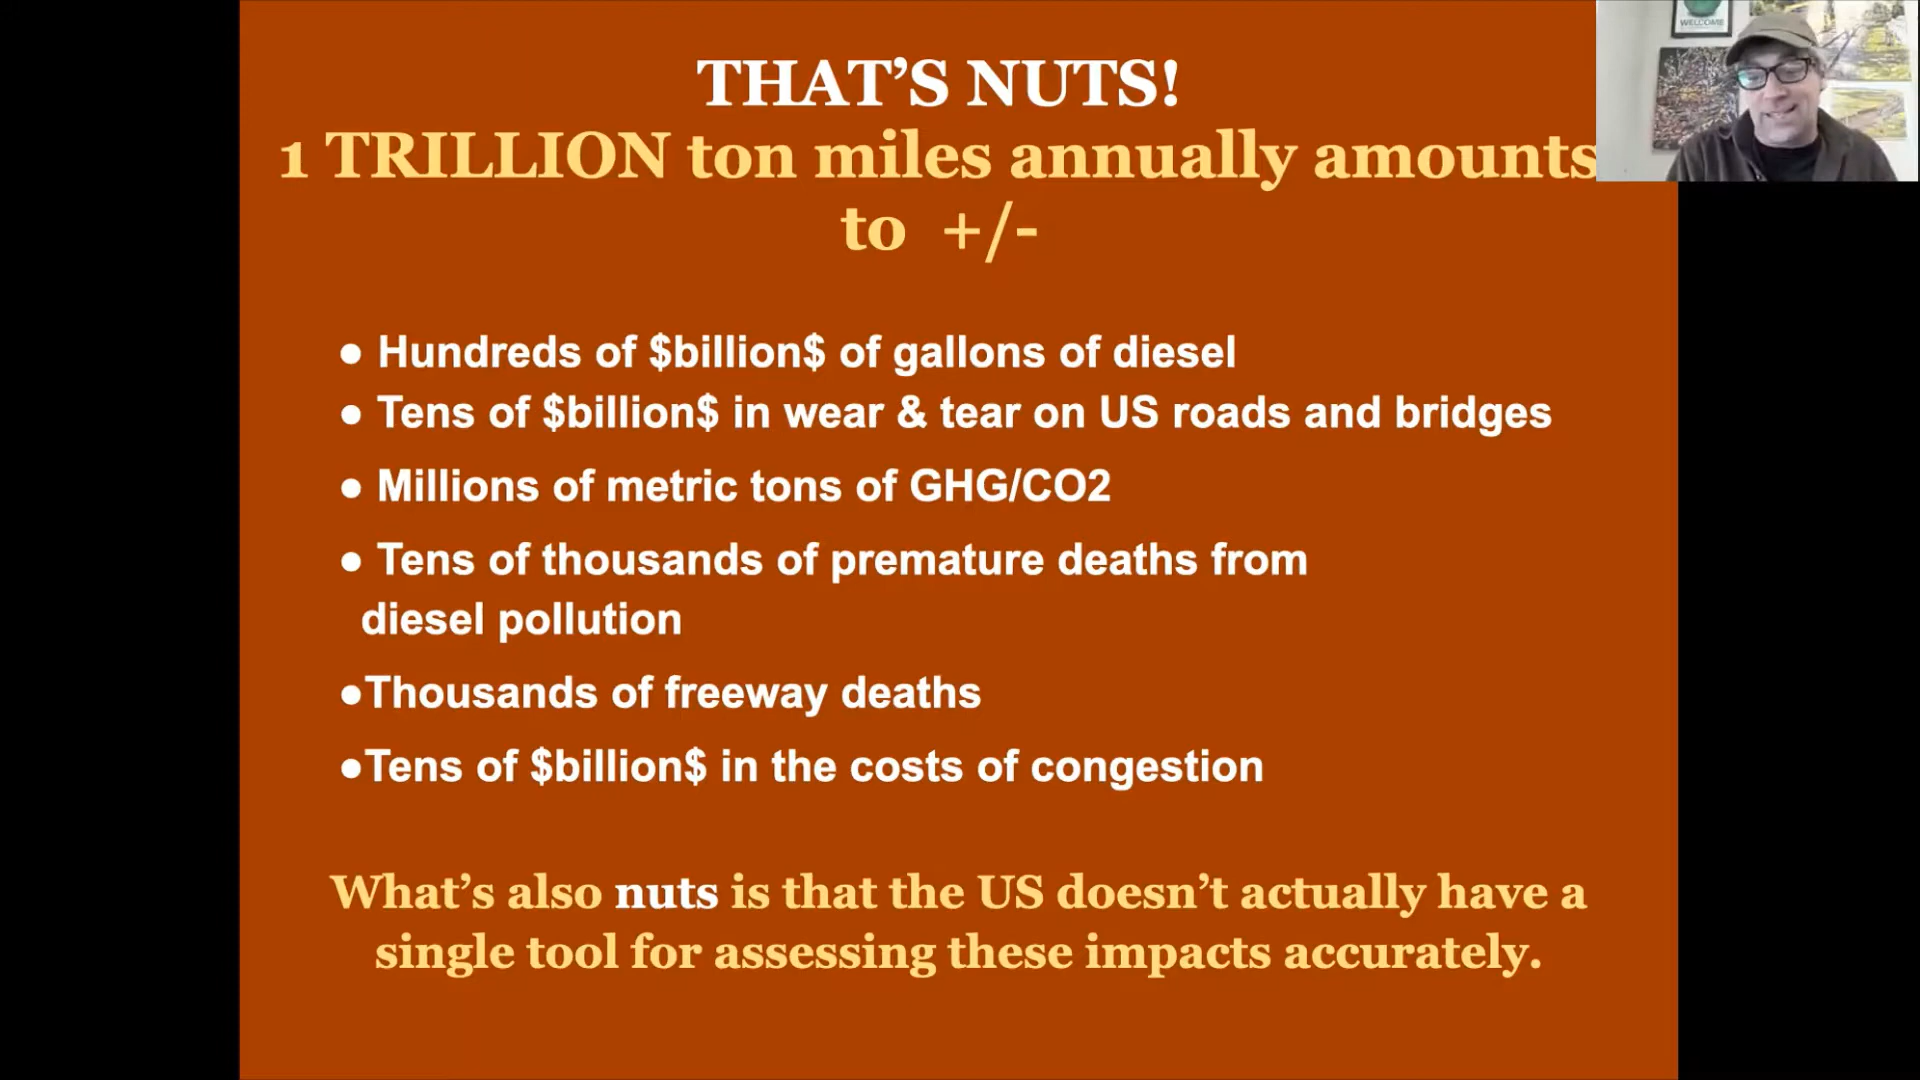 WELCOME
THAT’S NUTS!
1 TRILLION ton miles annually amounts
to +/-
● Hundreds of $billion$ of gallons of diesel
● Tens of $billion$ in wear & tear on US roads and bridges
● Millions of metric tons of GHG/CO2
● Tens of thousands of premature deaths from
diesel pollution
●Thousands of freeway deaths
●Tens of $billion$ in the costs of congestion
What’s also nuts is that the US doesn’t actually have a
single tool for assessing these impacts accurately.